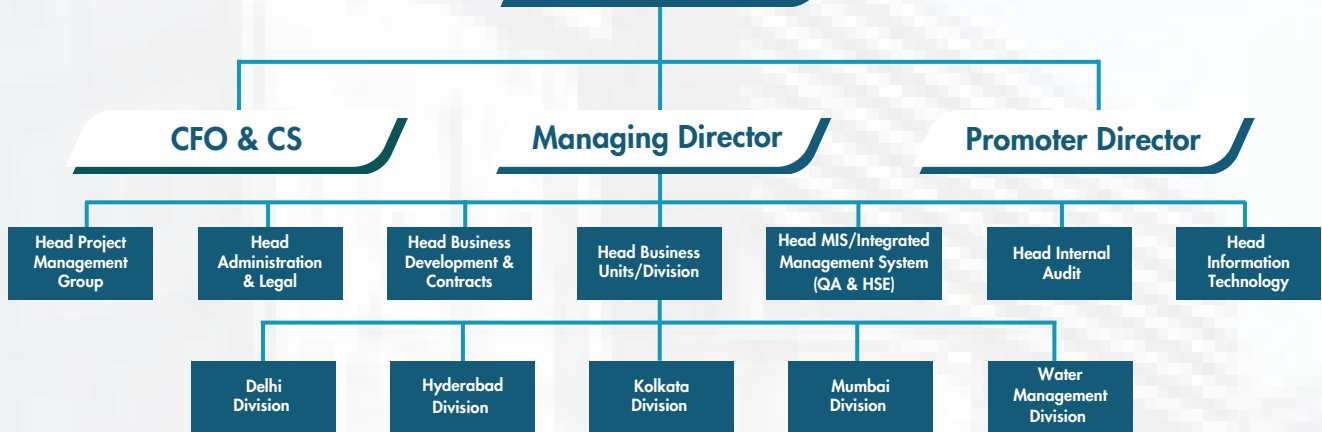 CFO & CS
Managing Director
Promoter Director
Head Project
Management
Group
Head
Administration
& Legal
Head Business
Development &
Contracts
Head Business
Units/Division
Head MIS/Integrated
Management System
(QA & HSE)
Head Internal
Audit
Head
Information
Technology
Delhi
Division
Hyderabad
Division
Kolkata
Division
Mumbai
Division
Water
Management
Division